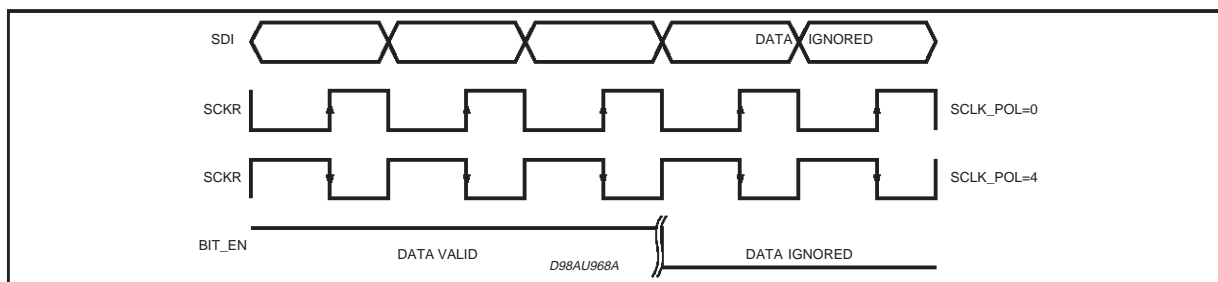 SDI DATA IGNORED
SCKR SCLK_POL=0
SCKR SCLK_POL=4
BIT_EN DATA VALID DATA IGNORED
D98AU968A